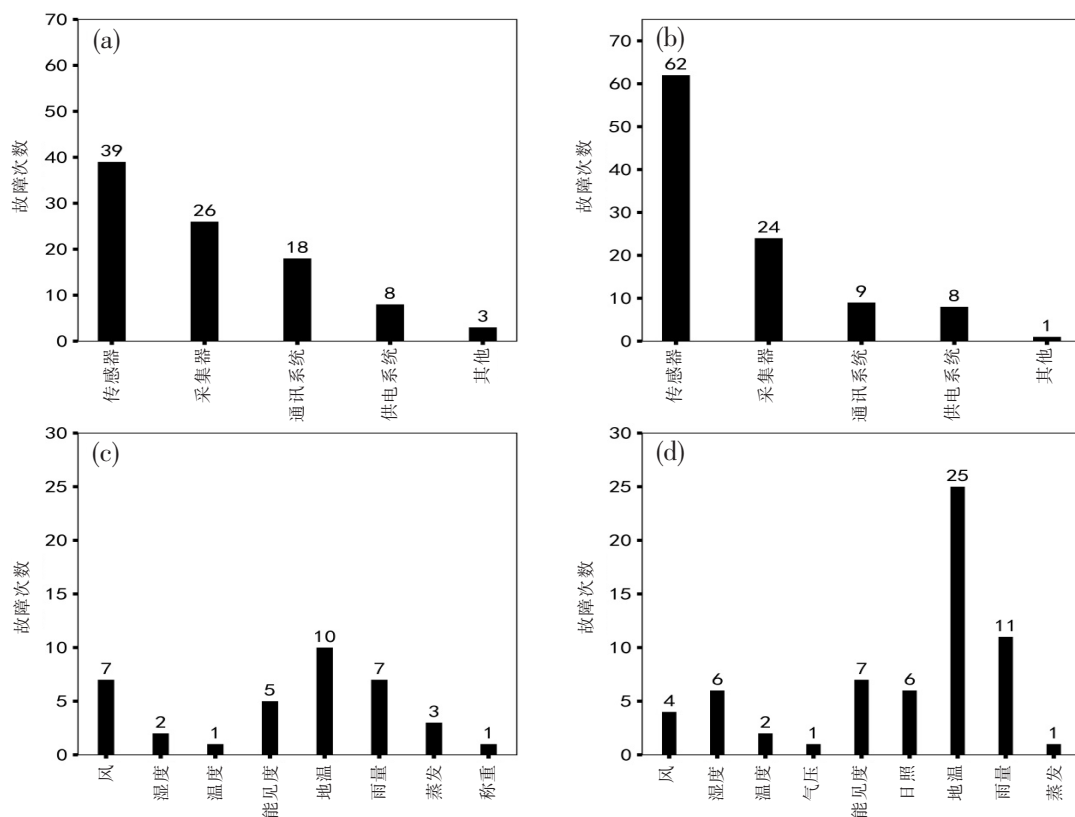 (a)
70
60
50
40
30
20
10
0
故障次数
39
26
18
8
3
传感器
采集器
通讯系统
供电系统
其他
(b)
70
60
50
40
30
20
10
0
故障次数
62
24
9
8
1
传感器
采集器
通讯系统
供电系统
其他
(c)
30
25
20
15
10
5
0
故障次数
7
2
1
5
10
7
3
1
风
湿度
温度
能见度
地温
雨量
蒸发
称重
(d)
30
25
20
15
10
5
0
故障次数
4
6
2
1
7
6
25
11
1
风
湿度
温度
气压
能见度
日照
地温
雨量
蒸发